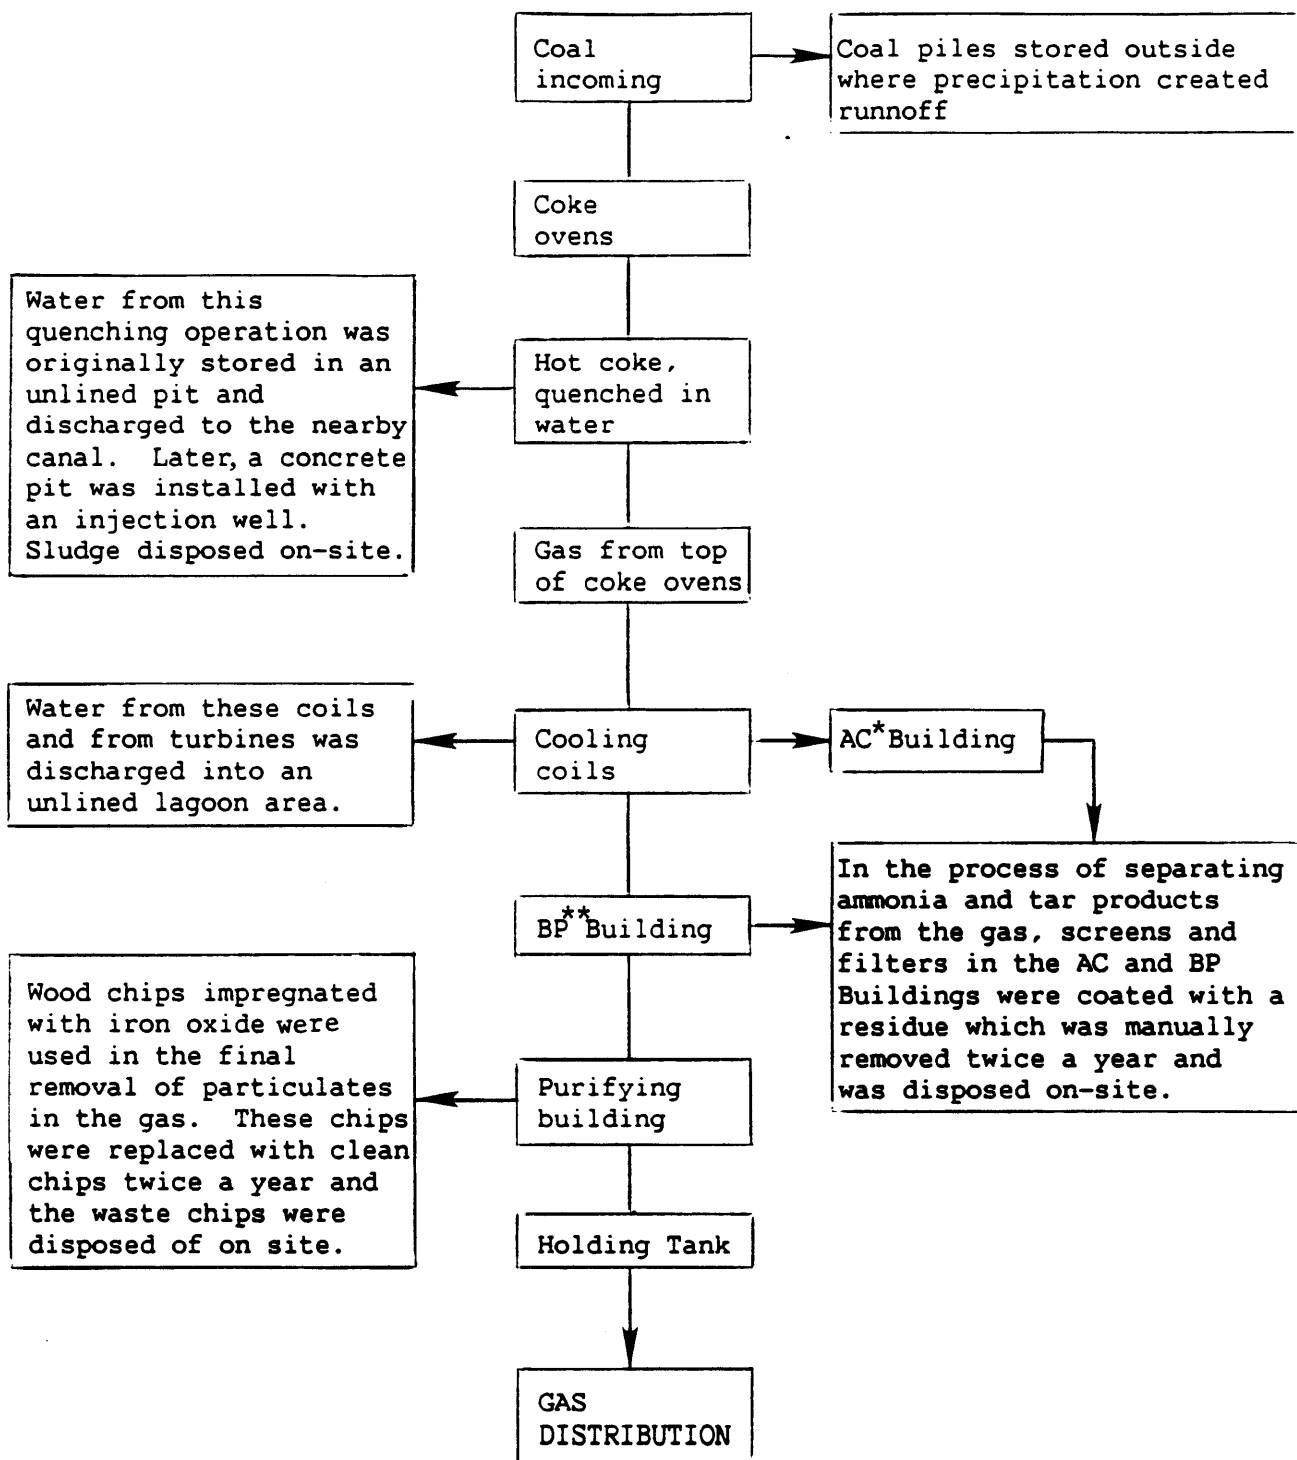 Coal
incoming
Coal piles stored outside
where precipitation created
runnoff
Coke
ovens
Water from this
quenching operation was
originally stored in an
unlined pit and
discharged to the nearby
canal. Later, a concrete
pit was installed with
an injection well.
Sludge disposed on-site.
Hot coke,
quenched in
water
Gas from top
of coke ovens
Water from these coils
and from turbines was
discharged into an
unlined lagoon area.
Cooling
coils
AC* Building
BP** Building
In the process of separating
ammonia and tar products
from the gas, screens and
filters in the AC and BP
Buildings were coated with a
residue which was manually
removed twice a year and
was disposed on-site.
Wood chips impregnated
with iron oxide were
used in the final
removal of particulates
in the gas. These chips
were replaced with clean
chips twice a year and
the waste chips were
disposed of on site.
Purifying
building
Holding Tank
GAS
DISTRIBUTION